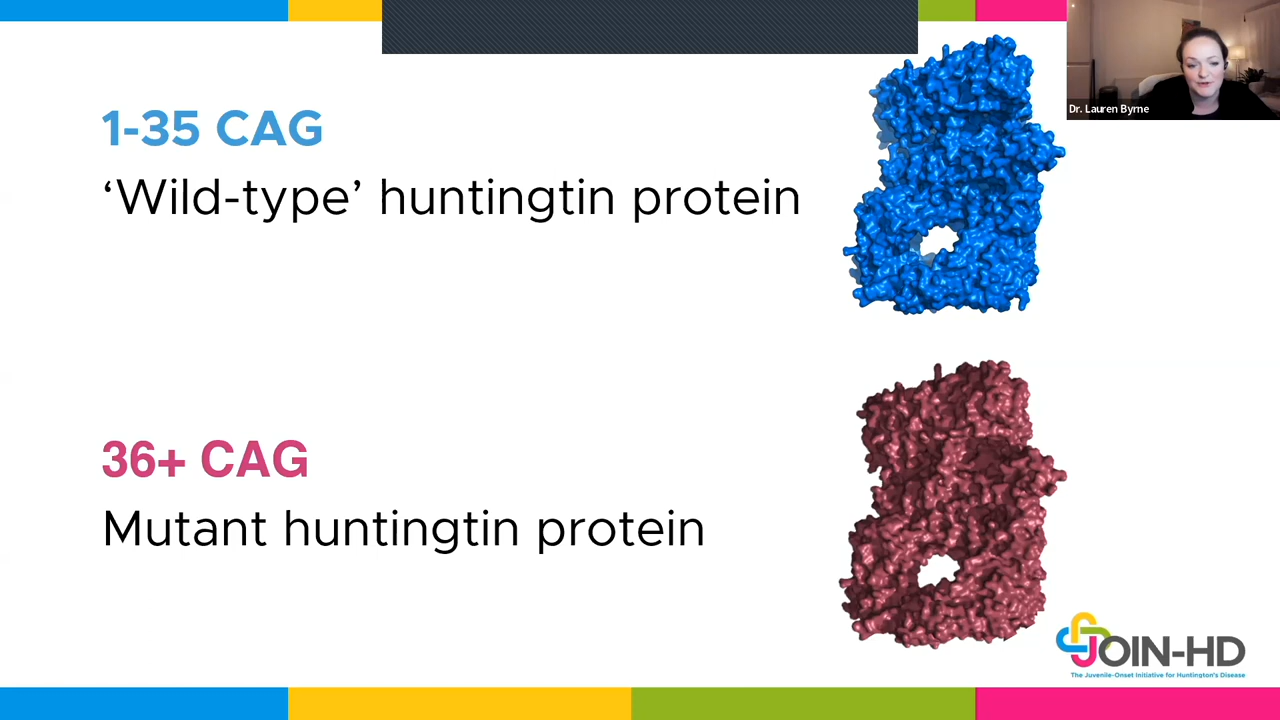 1-35 CAG
‘Wild-type’ huntingtin protein
Dr. Lauren Byrne
36+ CAG
Mutant huntingtin protein
JOIN-HD
The Juvenile-Onset Initiative for Huntington's Disease